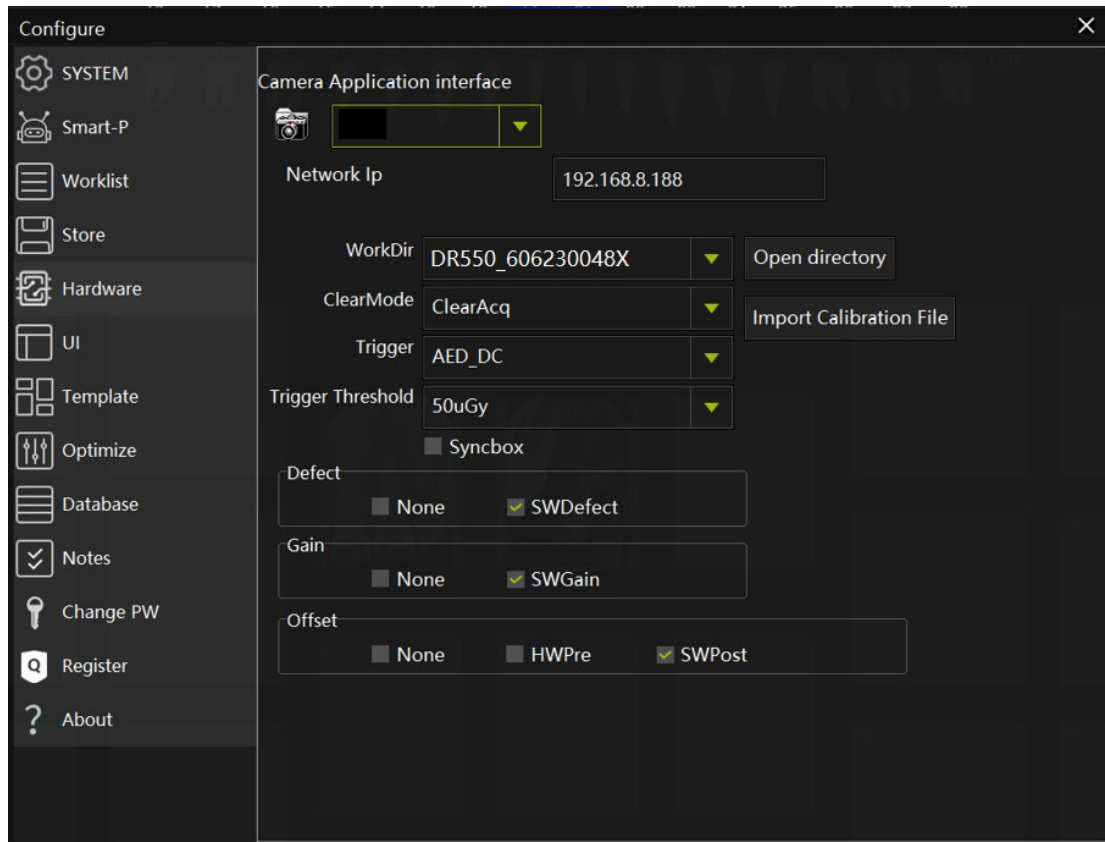 Configure
SYSTEM
Smart-P
Worklist
Store
Hardware
UI
Template
Optimize
Database
Notes
Change PW
Register
About
Camera Application interface
Network Ip 192.168.8.188
WorkDir DR550_606230048X Open directory
ClearMode ClearAcq Import Calibration File
Trigger AED_DC
Trigger Threshold 50uGy
Syncbox
Defect
None SWDefect
Gain
None SWGain
Offset
None HWPre SWPost